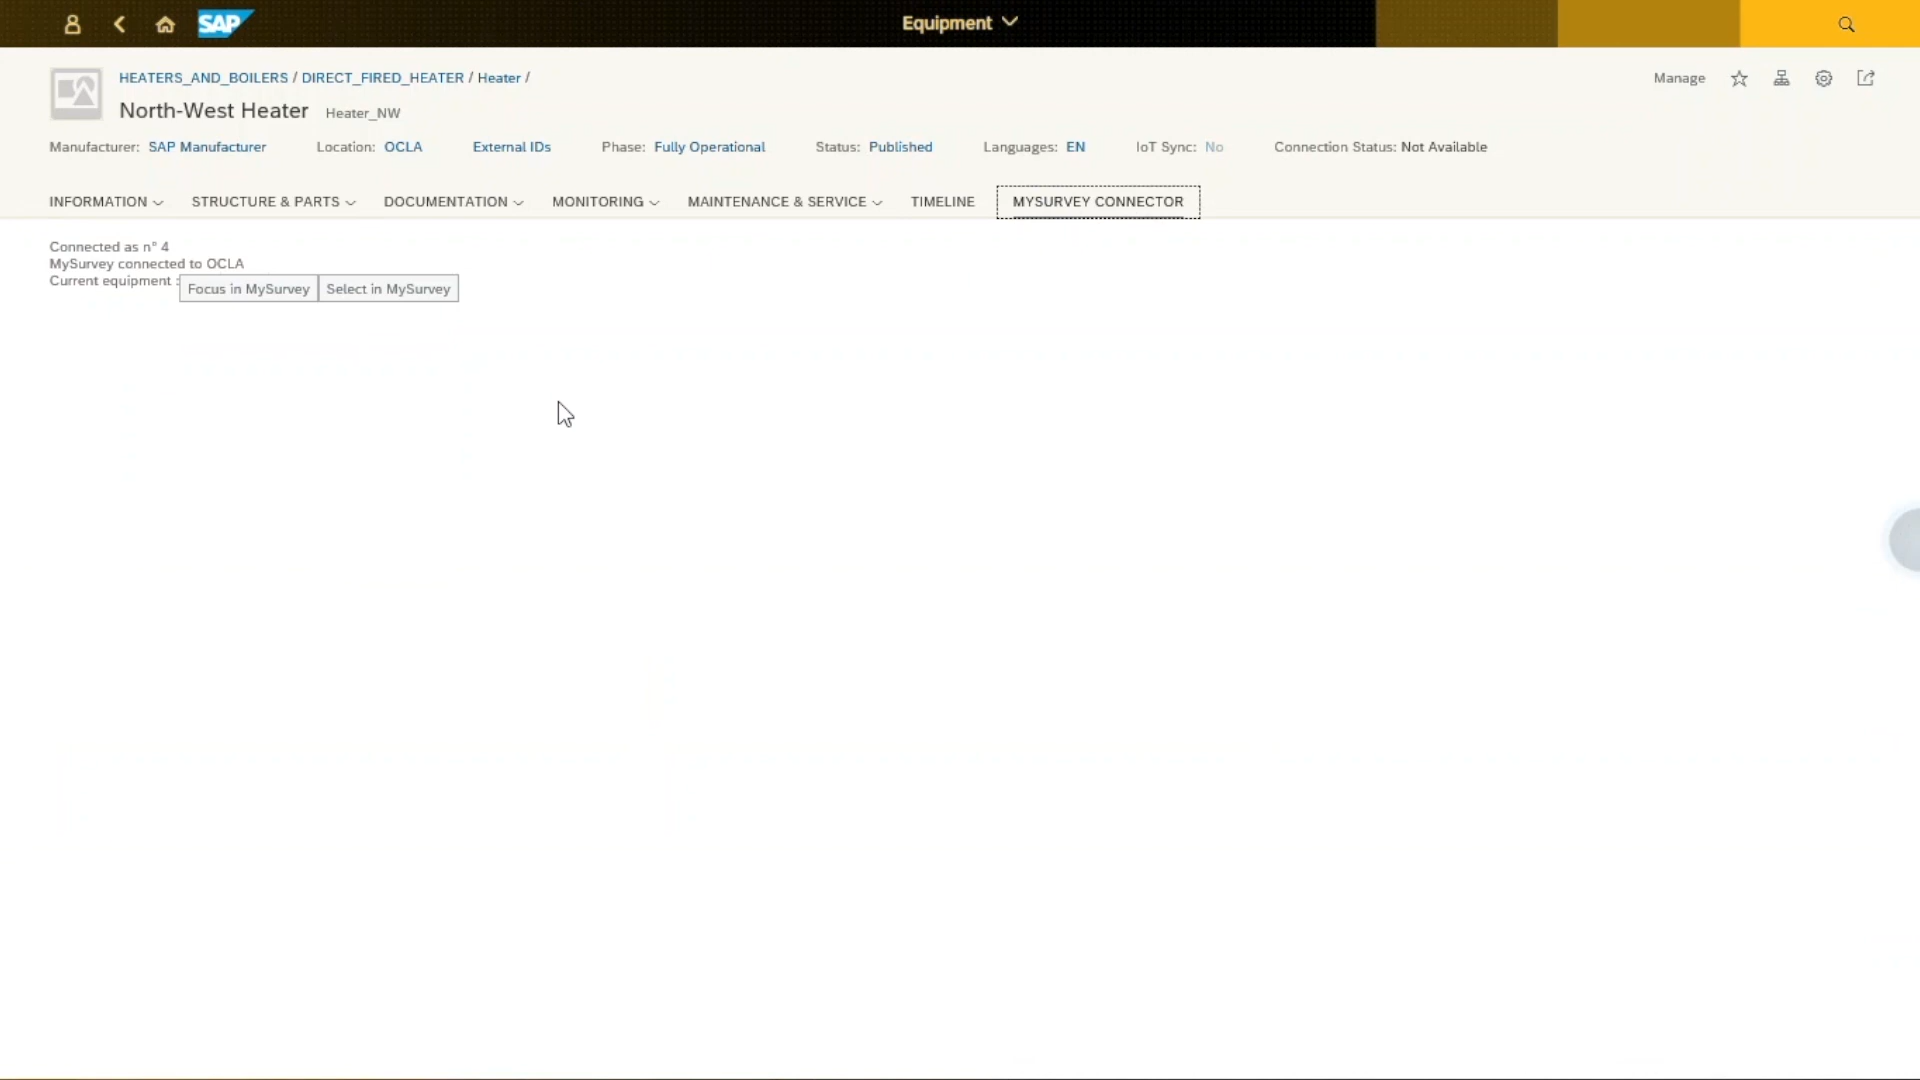 SAP
Equipment
HEATERS_AND_BOILERS / DIRECT_FIRED_HEATER / Heater /
Manage
North-West Heater Heater_NW
Manufacturer: SAP Manufacturer Location: OCLA External IDs Phase: Fully Operational Status: Published Languages: EN IoT Sync: No Connection Status: Not Available
INFORMATION STRUCTURE & PARTS DOCUMENTATION MONITORING MAINTENANCE & SERVICE TIMELINE MYSURVEY CONNECTOR
Connected as n° 4
MySurvey connected to OCLA
Current equipment : Focus in MySurvey Select in MySurvey